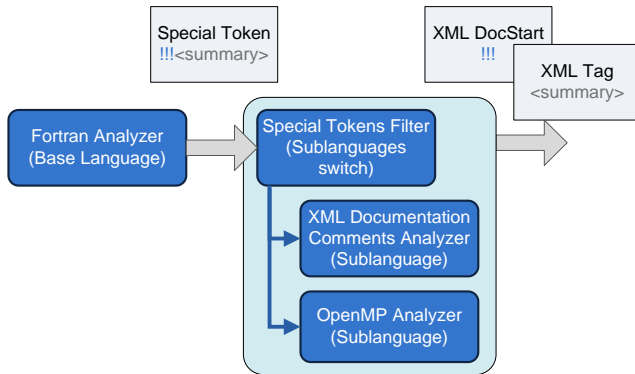 Special Token
!!!<summary>
XML DocStart
!!!
XML Tag
<summary>
Fortran Analyzer
(Base Language)
Special Tokens Filter
(Sublanguages
switch)
XML Documentation
Comments Analyzer
(Sublanguage)
OpenMP Analyzer
(Sublanguage)